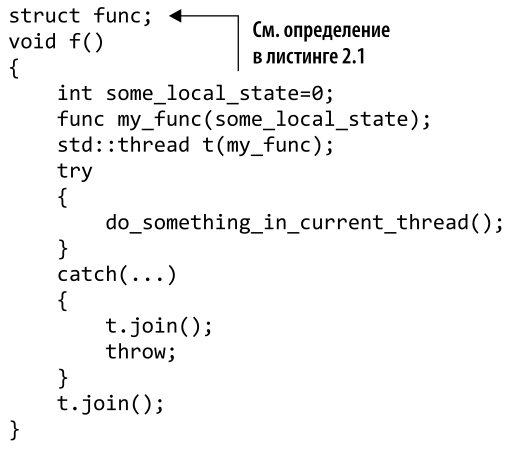 struct func;
См. определение
в листинге 2.1
void f()
{
    int some_local_state=0;
    func my_func(some_local_state);
    std::thread t(my_func);
    try
    {
        do_something_in_current_thread();
    }
    catch(...)
    {
        t.join();
        throw;
    }
    t.join();
}